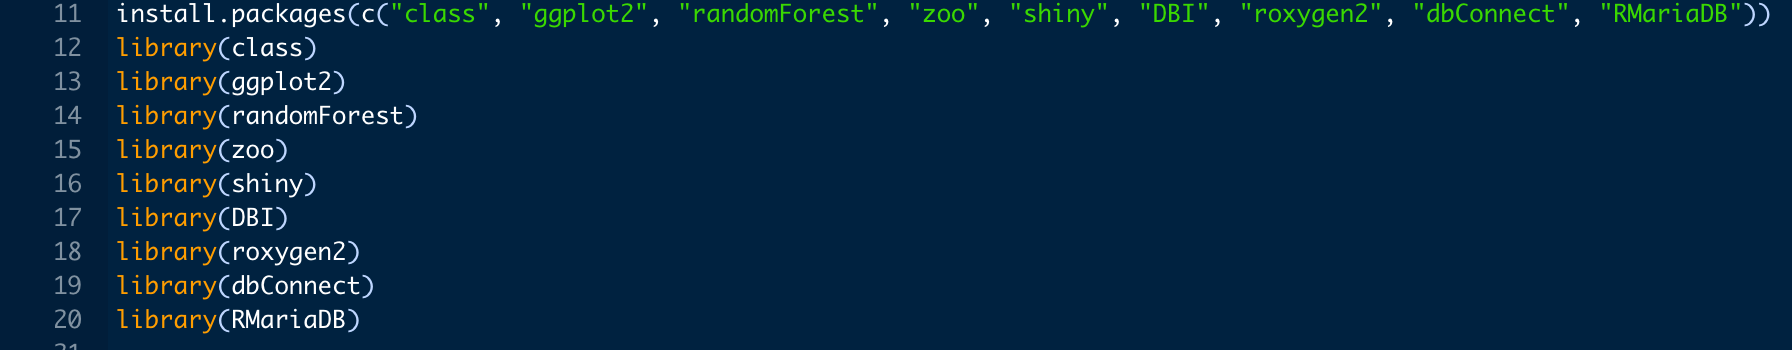 11 install.packages(c("class", "ggplot2", "randomForest", "zoo", "shiny", "DBI", "roxygen2", "dbConnect", "RMariaDB"))
12 library(class)
13 library(ggplot2)
14 library(randomForest)
15 library(zoo)
16 library(shiny)
17 library(DBI)
18 library(roxygen2)
19 library(dbConnect)
20 library(RMariaDB)